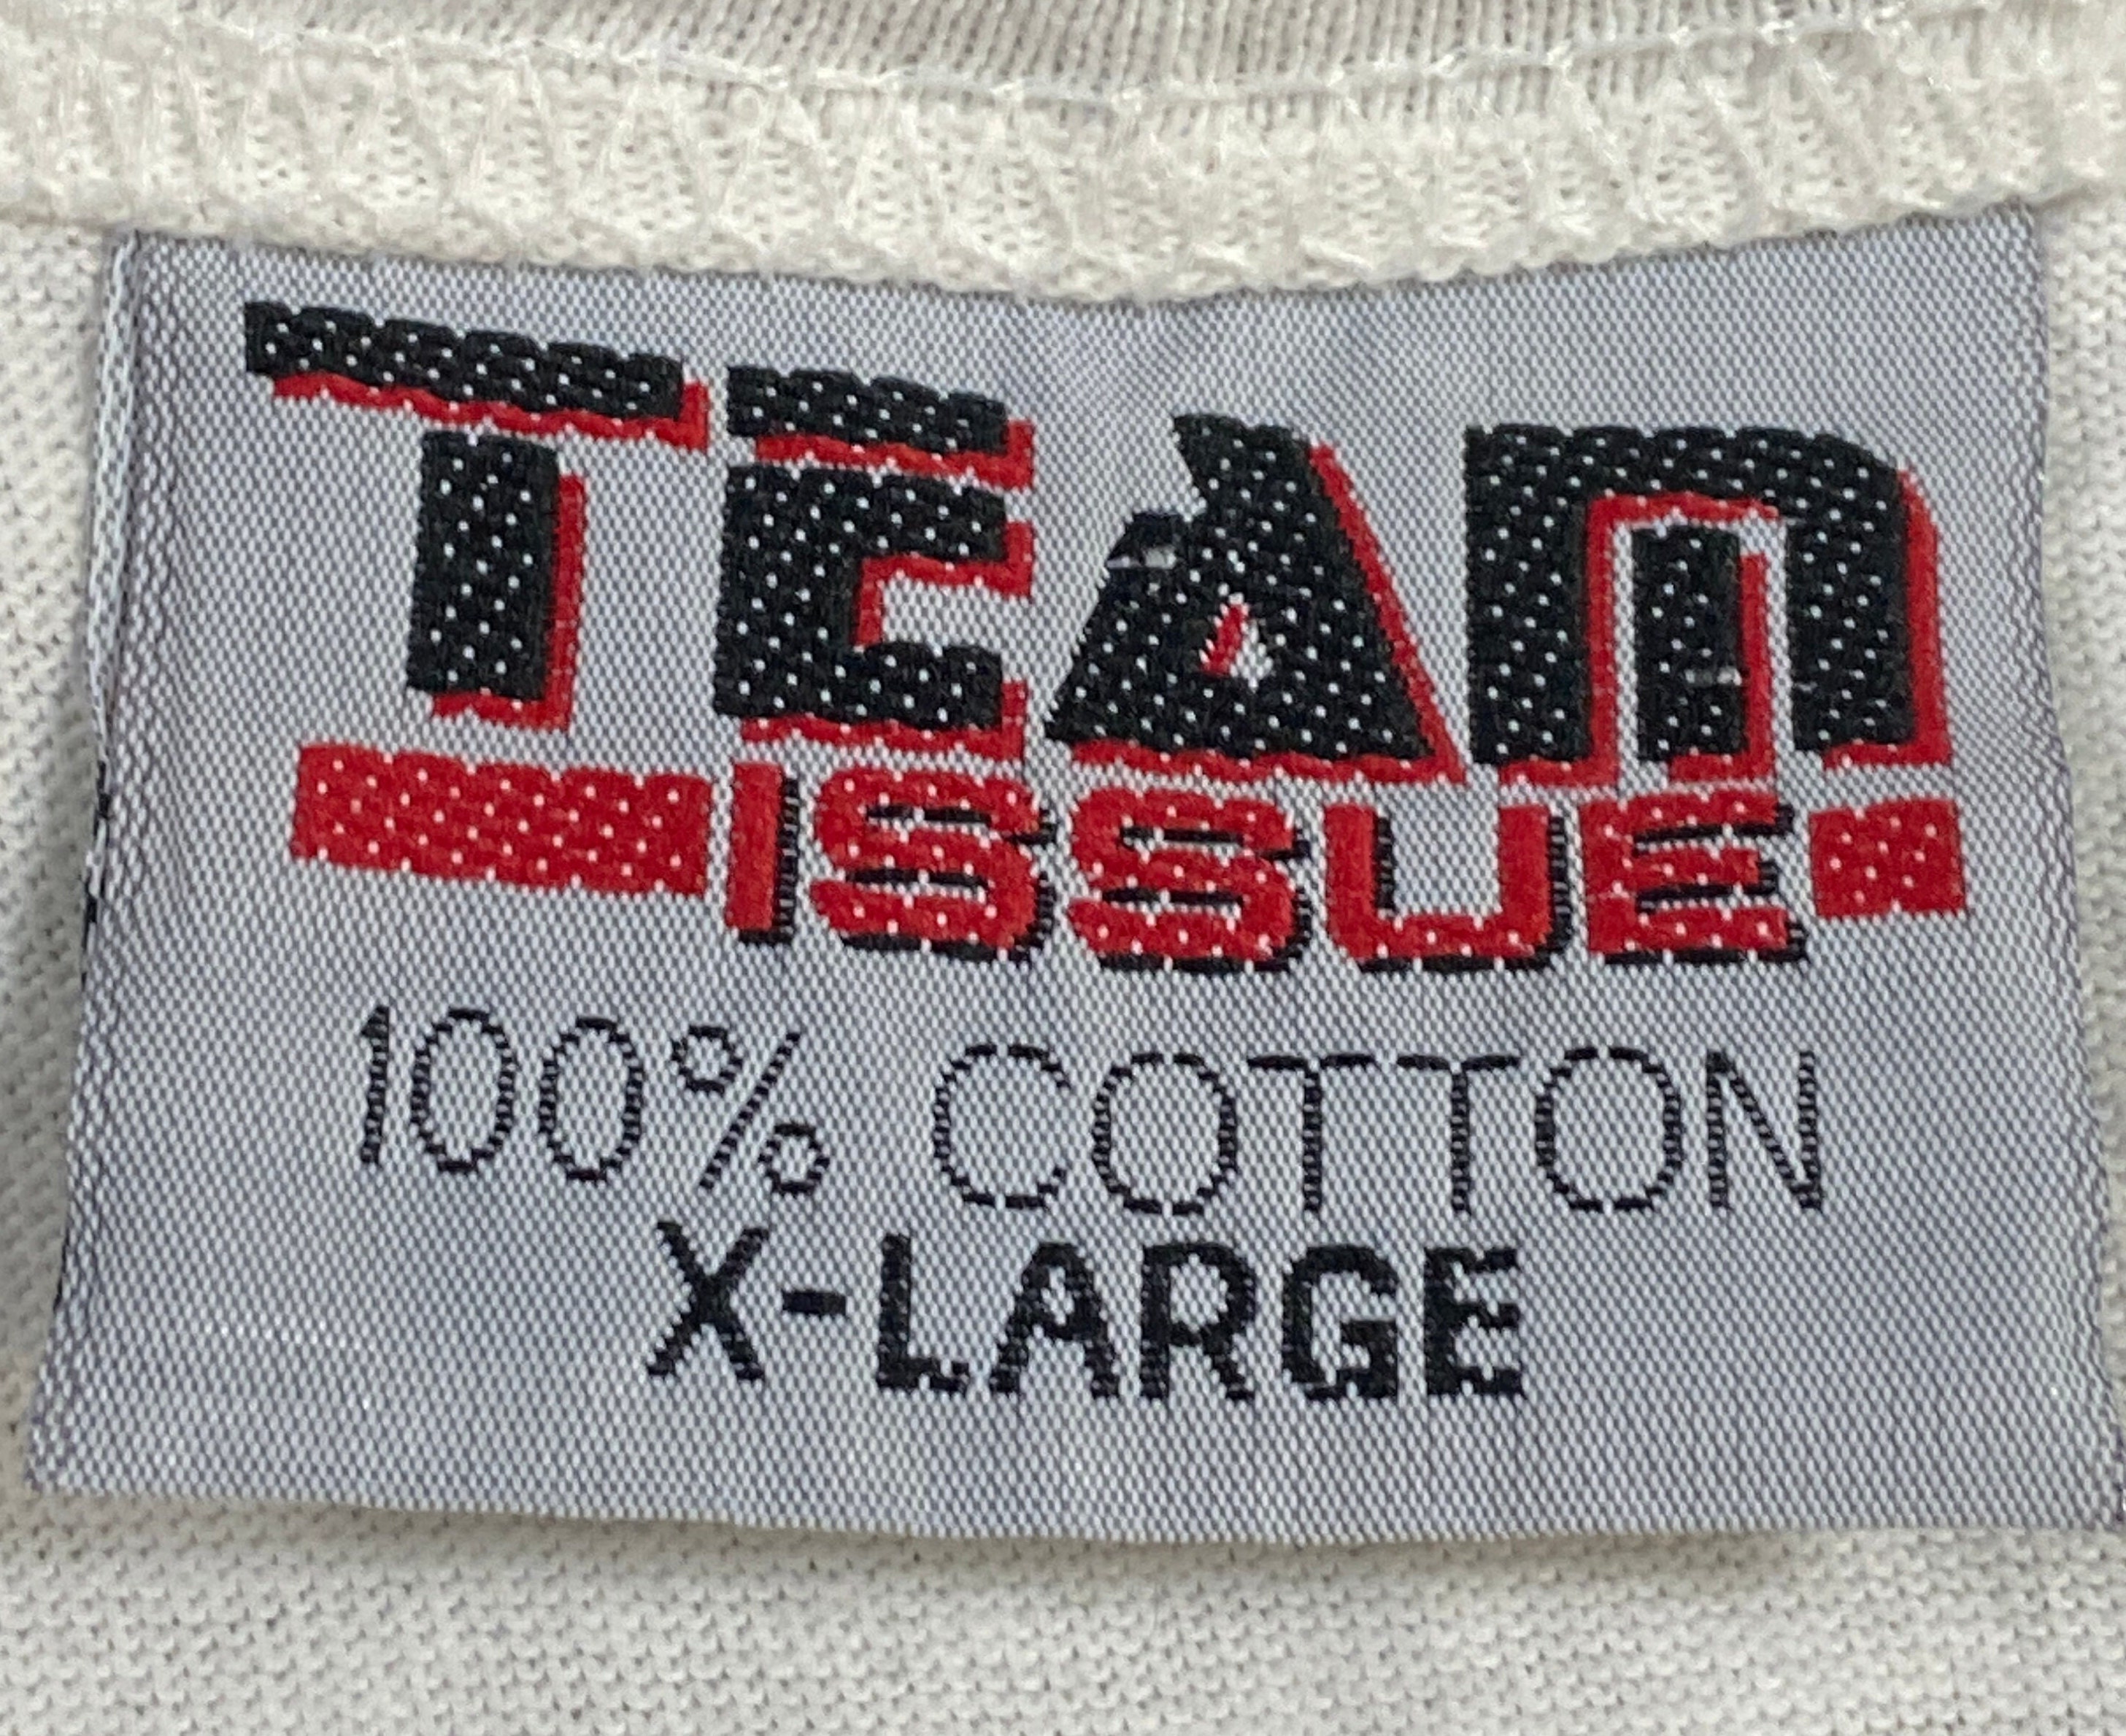 TEAM
ISSUE
100% COTTON
X-LARGE